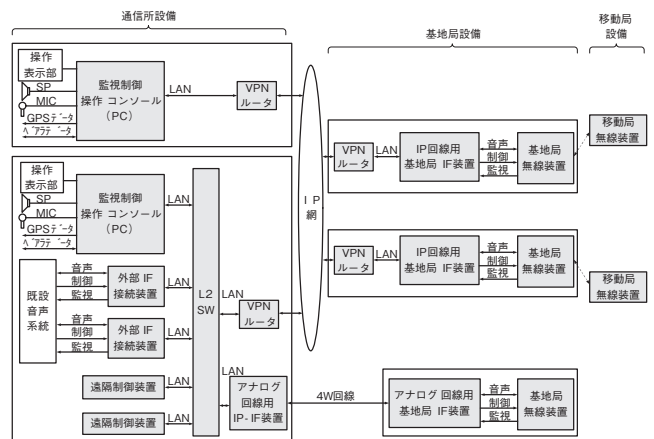 通信所設備
基地局設備
移動局
設備
操作
表示部
SP
MIC
GPSデータ
ベアラデータ
監視制御
操作 コンソール
(PC)
LAN
VPN
ルータ
操作
表示部
SP
MIC
GPSデータ
ベアラデータ
監視制御
操作 コンソール
(PC)
LAN
既設
音声
系統
音声
制御
監視
外部 IF
接続装置
LAN
音声
制御
監視
外部 IF
接続装置
LAN
遠隔制御装置
LAN
遠隔制御装置
LAN
L2
SW
LAN
VPN
ルータ
LAN
アナログ
回線用
IP-IF装置
IP
網
VPN
ルータ
LAN
IP回線用
基地局 IF装置
音声
制御
監視
基地局
無線装置
移動局
無線装置
VPN
ルータ
LAN
IP回線用
基地局 IF装置
音声
制御
監視
基地局
無線装置
移動局
無線装置
4W回線
アナログ 回線用
基地局 IF装置
音声
制御
監視
基地局
無線装置